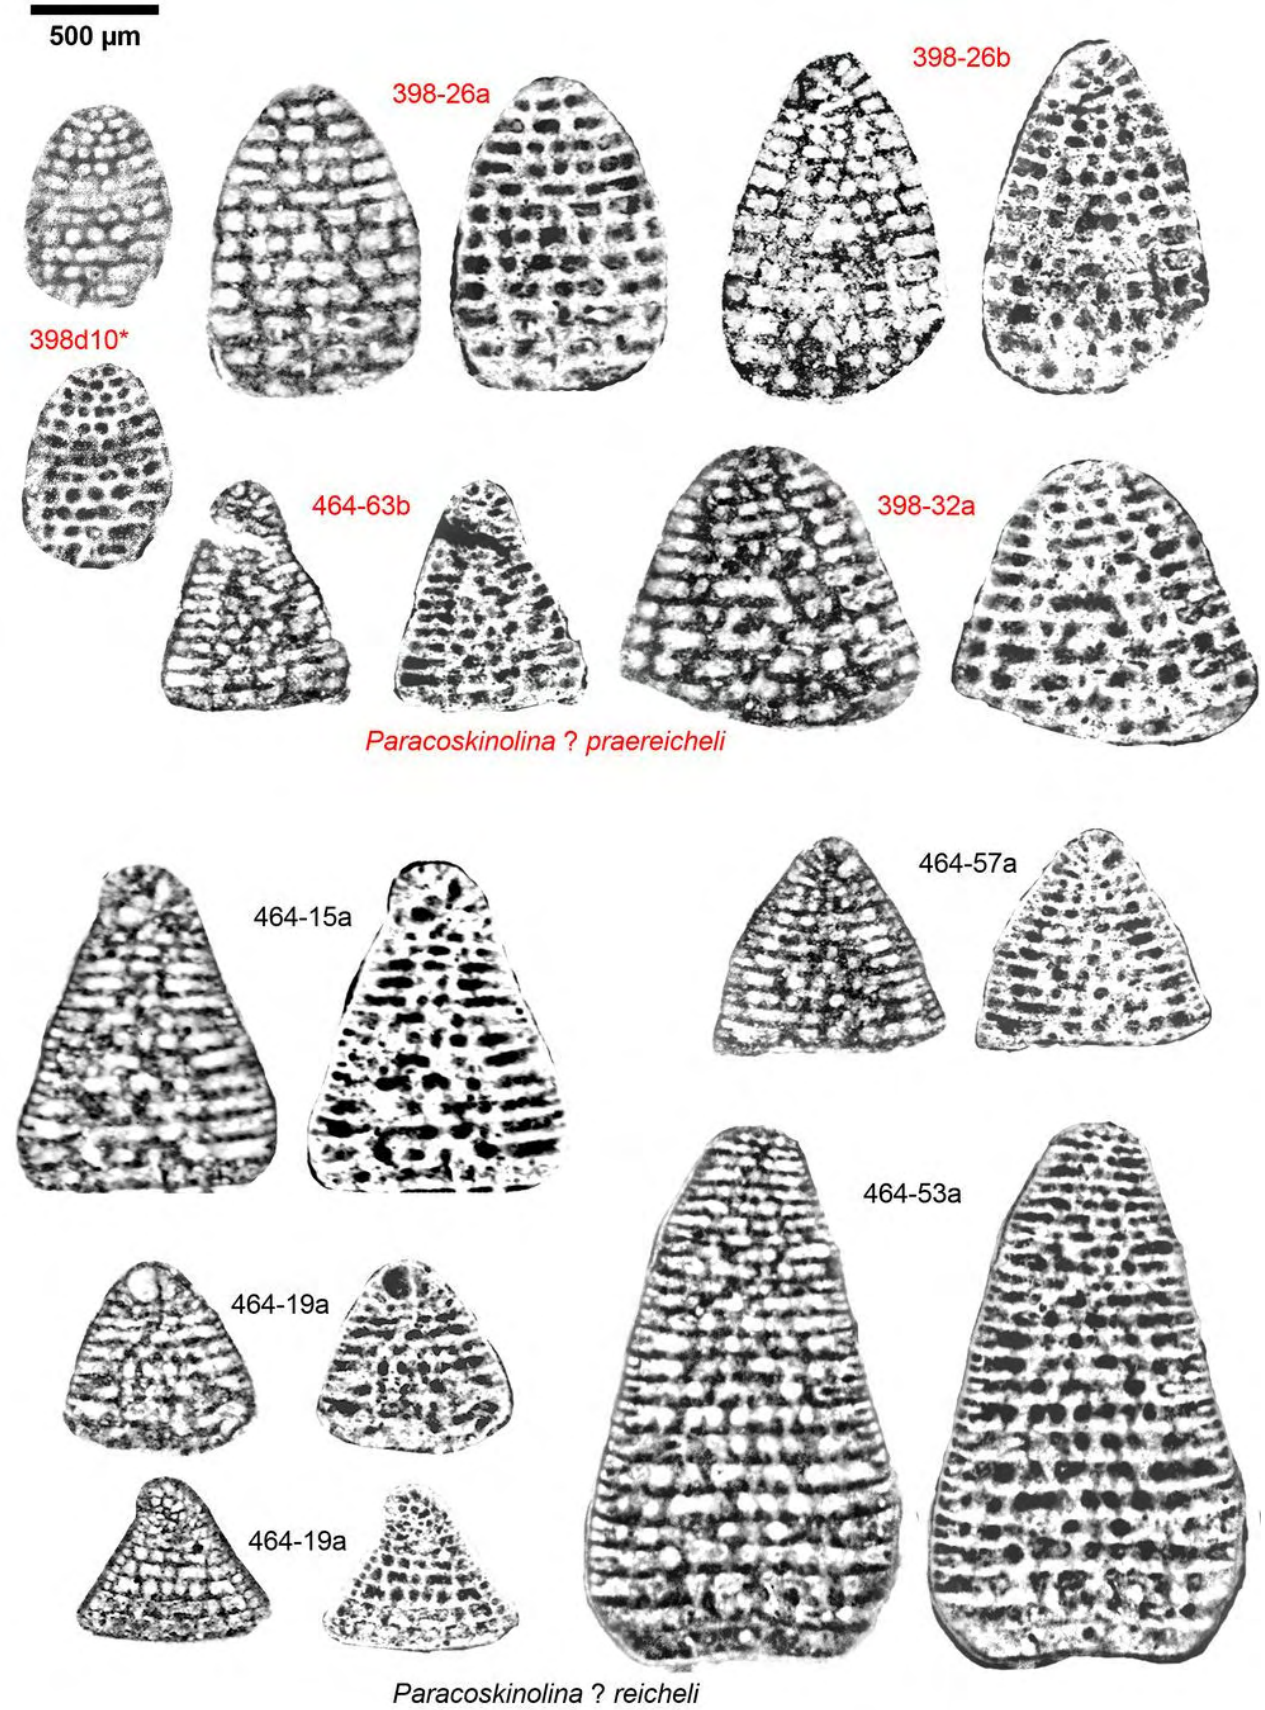 500 µm
398-26a
398-26b
398d10*
464-63b
398-32a
Paracoskinolina ? praereicheli
464-15a
464-57a
464-53a
464-19a
464-19a
Paracoskinolina ? reicheli